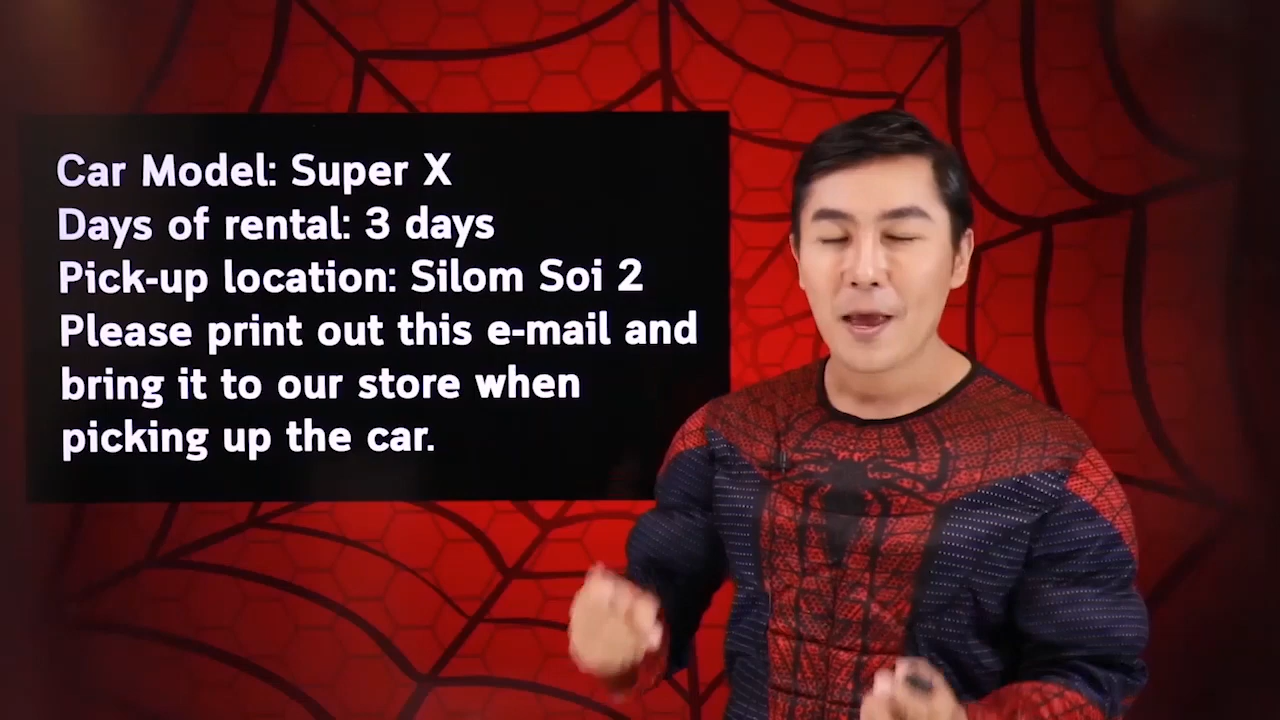 Car Model: Super X
Days of rental: 3 days
Pick-up location: Silom Soi 2
Please print out this e-mail and
bring it to our store when
picking up the car.